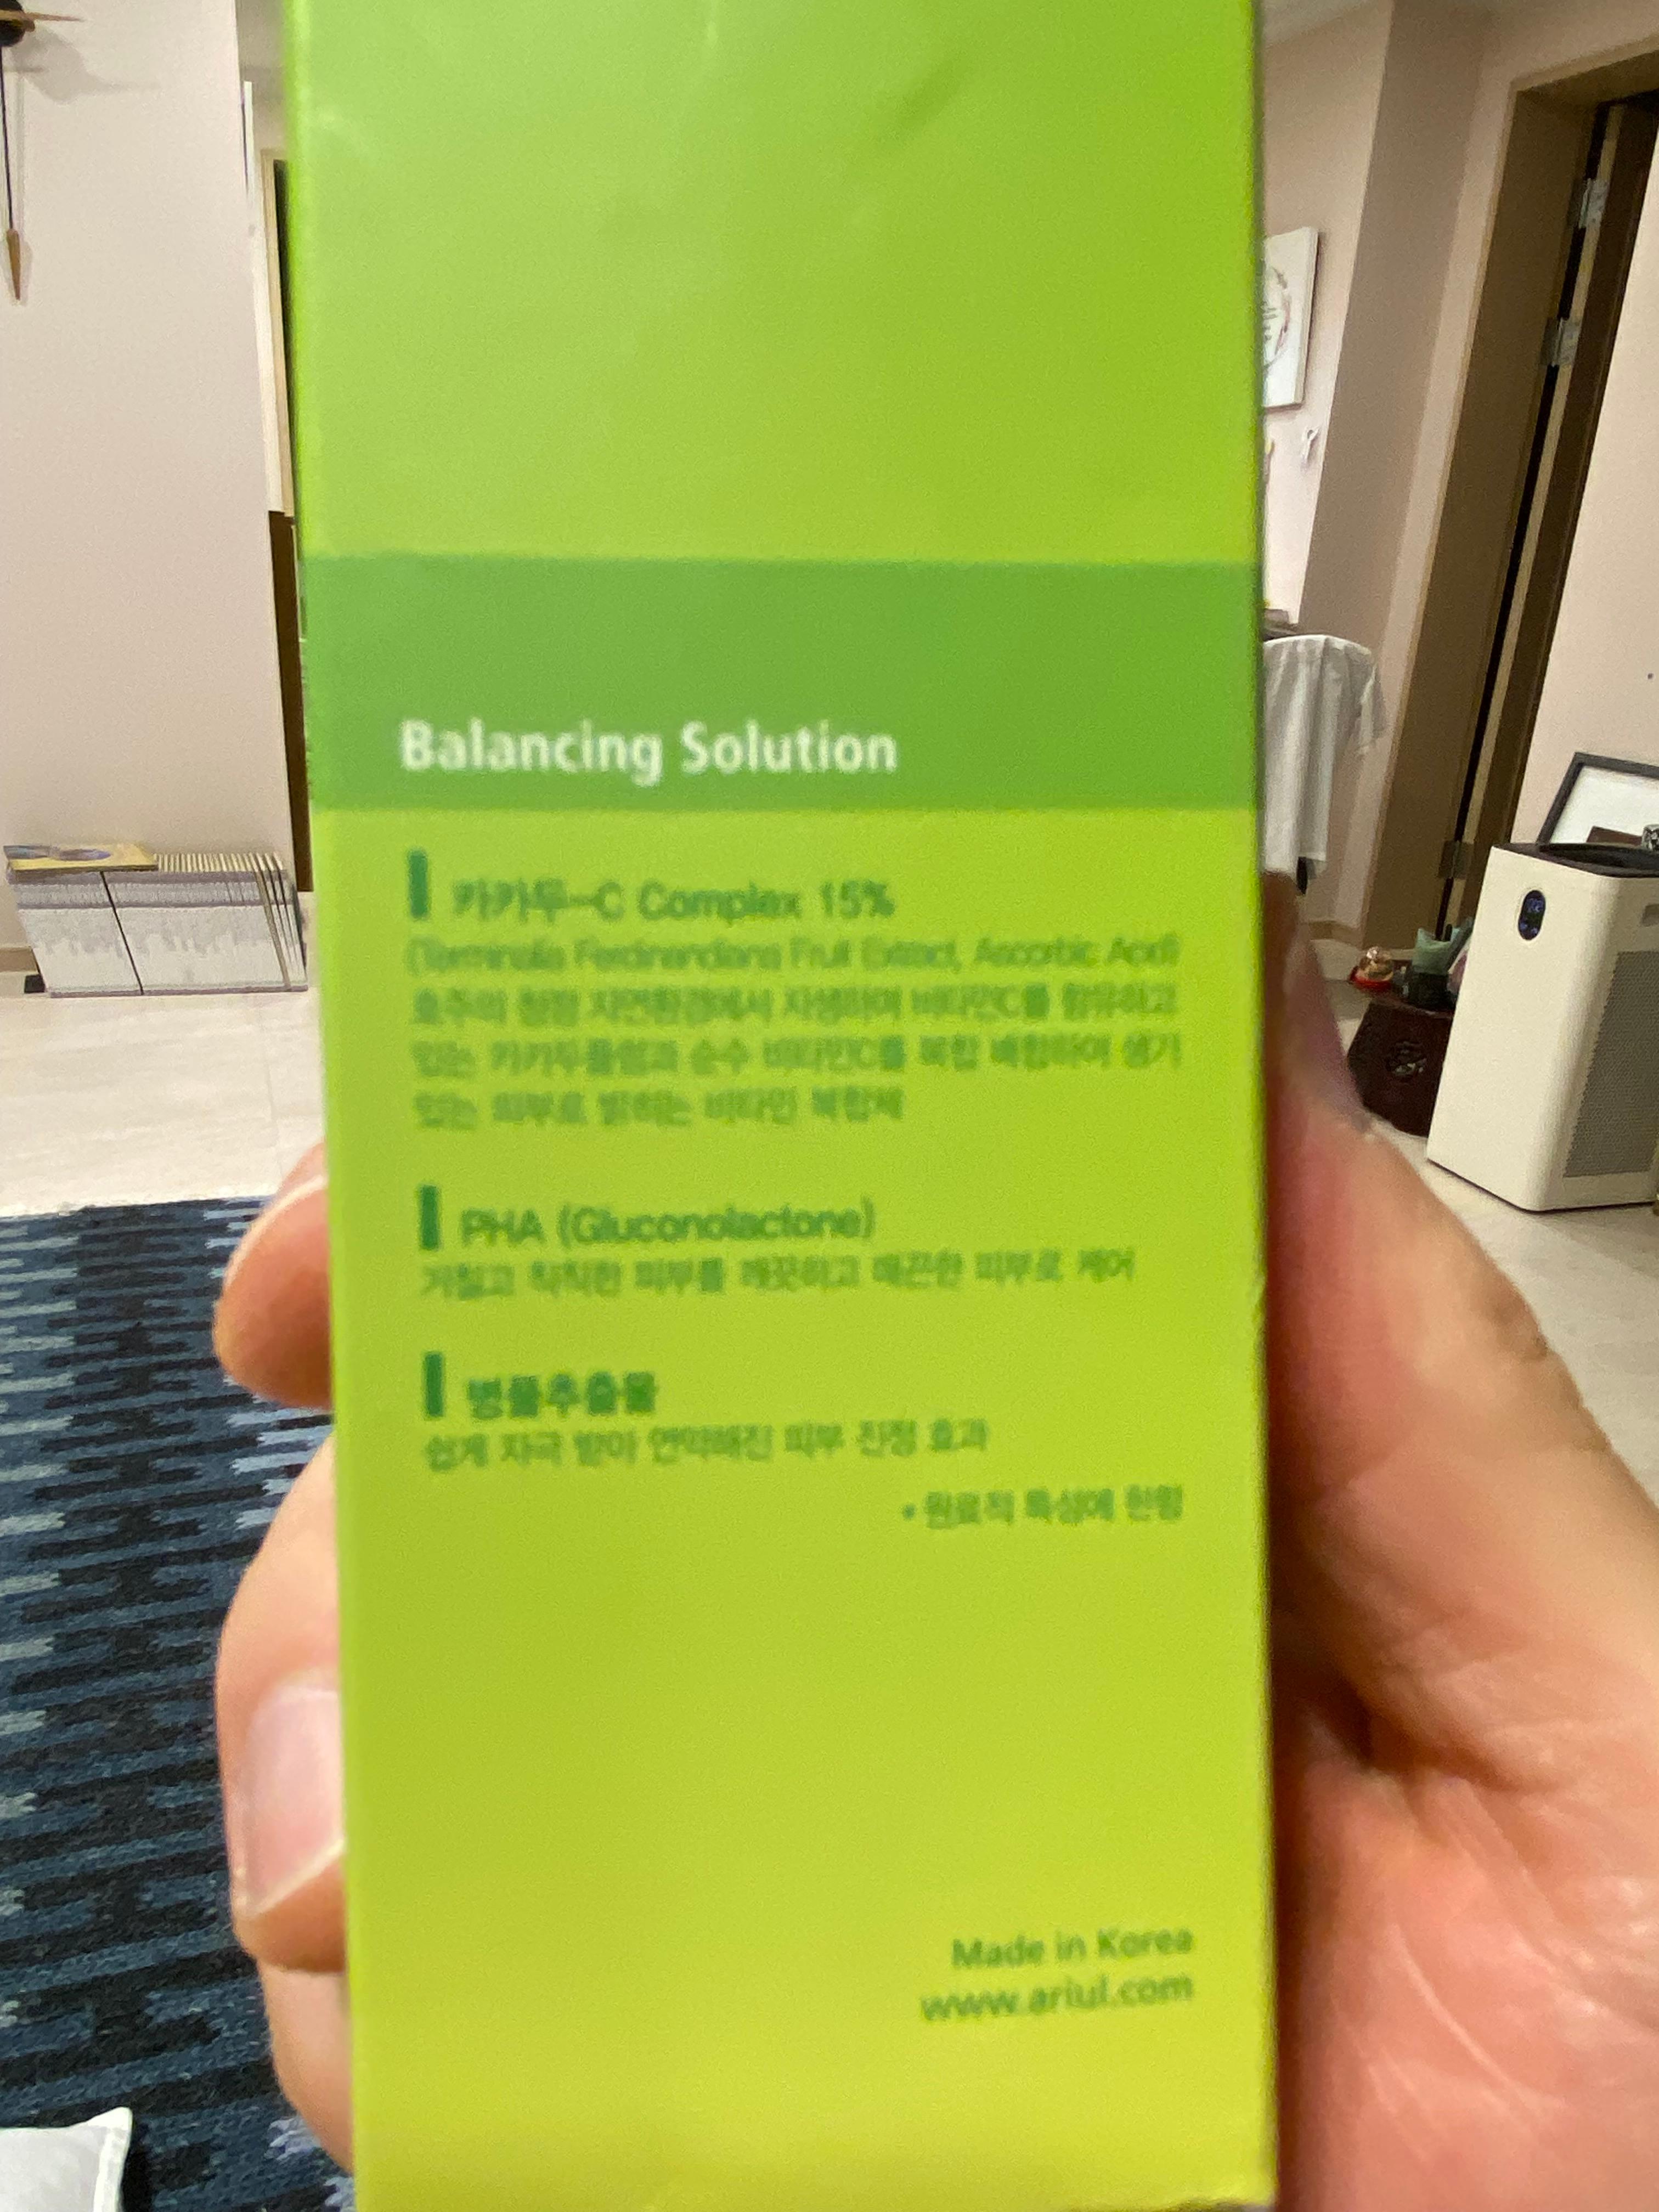 Balancing Solution
카카두-C Complex 15%
(Terminalia Ferdinandiana Fruit Extract, Ascorbic Acid)
호주의 청정 자연환경에서 자생하여 비타민C를 함유하고
있는 카카두플럼과 순수 비타민C를 복합 배합하여 생기
있는 피부로 밝히는 비타민 복합체
PHA (Gluconolactone)
거칠고 칙칙한 피부를 깨끗하고 매끈한 피부로 케어
병풀추출물
쉽게 자극 받아 연약해진 피부 진정 효과
• 원료적 특성에 한함
Made in Korea
www.ariul.com